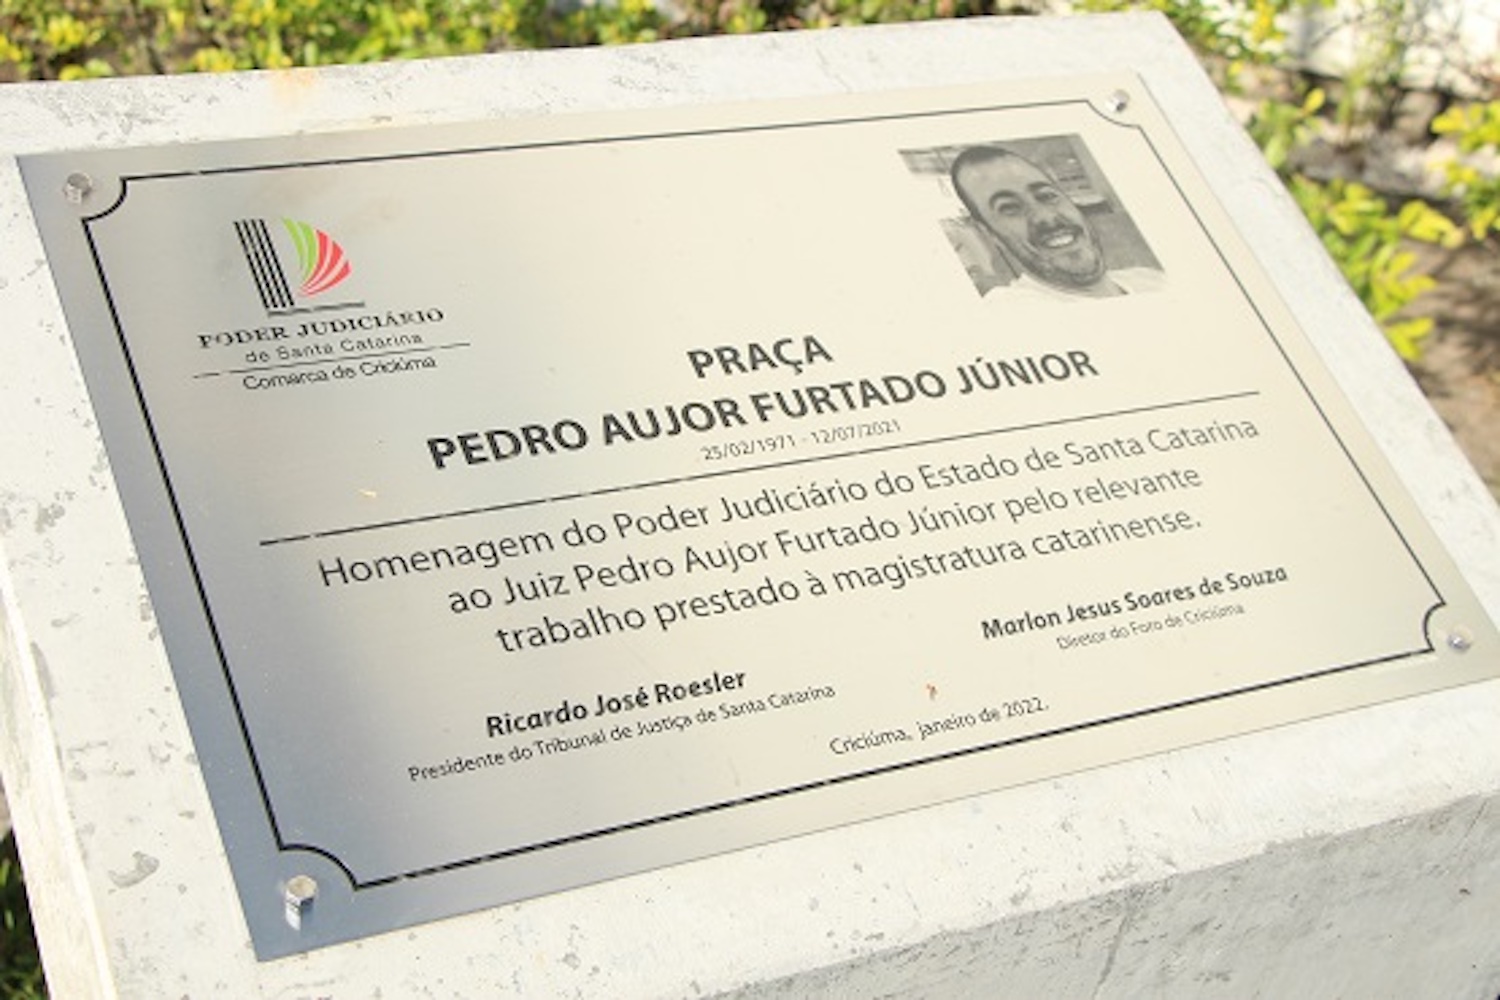 PODER JUDICIÁRIO
de Santa Catarina
Comarca de Criciúma
PRAÇA
PEDRO AUJOR FURTADO JÚNIOR
25/02/1971 - 12/07/2021
Homenagem do Poder Judiciário do Estado de Santa Catarina
ao Juiz Pedro Aujor Furtado Júnior pelo relevante
trabalho prestado à magistratura catarinense.
Ricardo José Roesler
Presidente do Tribunal de Justiça de Santa Catarina
Marlon Jesus Soares de Souza
Diretor do Foro de Criciúma
Criciúma, janeiro de 2022.